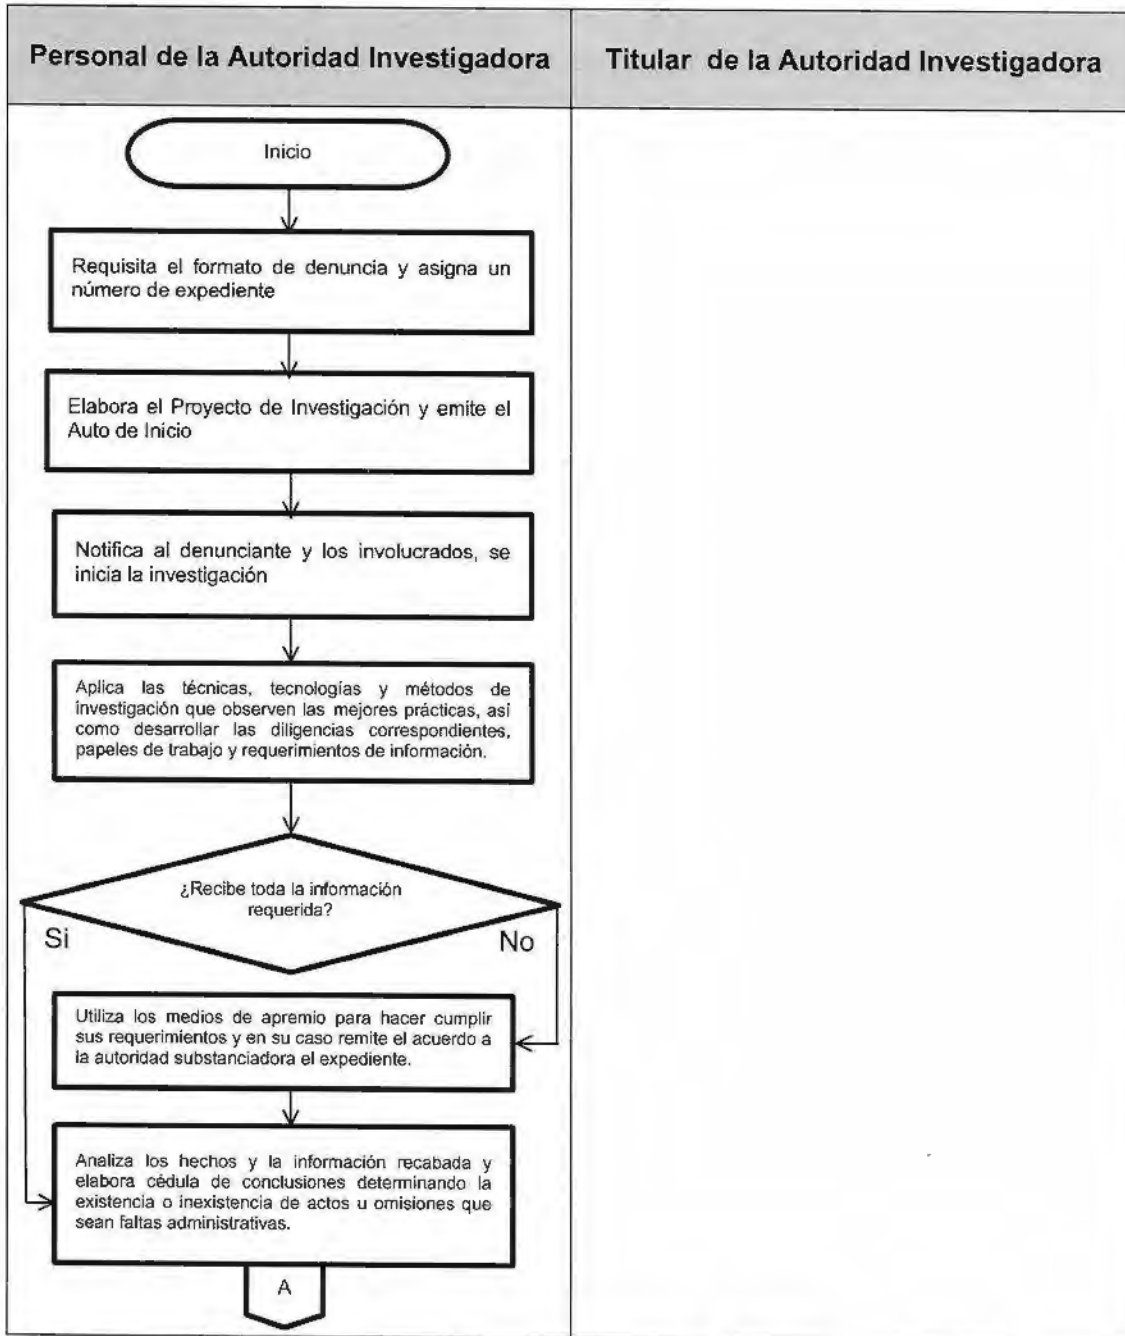 Personal de la Autoridad Investigadora
Titular de la Autoridad Investigadora
Inicio
Requisita el formato de denuncia y asigna un
número de expediente
Elabora el Proyecto de Investigación y emite el
Auto de Inicio
Notifica al denunciante y los involucrados, se
inicia la investigación
Aplica las técnicas, tecnologías y métodos de
investigación que observen las mejores prácticas, así
como desarrollar las diligencias correspondientes,
papeles de trabajo y requerimientos de información.
¿Recibe toda la información
requerida?
Si
No
Utiliza los medios de apremio para hacer cumplir
sus requerimientos y en su caso remite el acuerdo a
la autoridad substanciadora el expediente.
Analiza los hechos y la información recabada y
elabora cédula de conclusiones determinando la
existencia o inexistencia de actos u omisiones que
sean faltas administrativas.
A